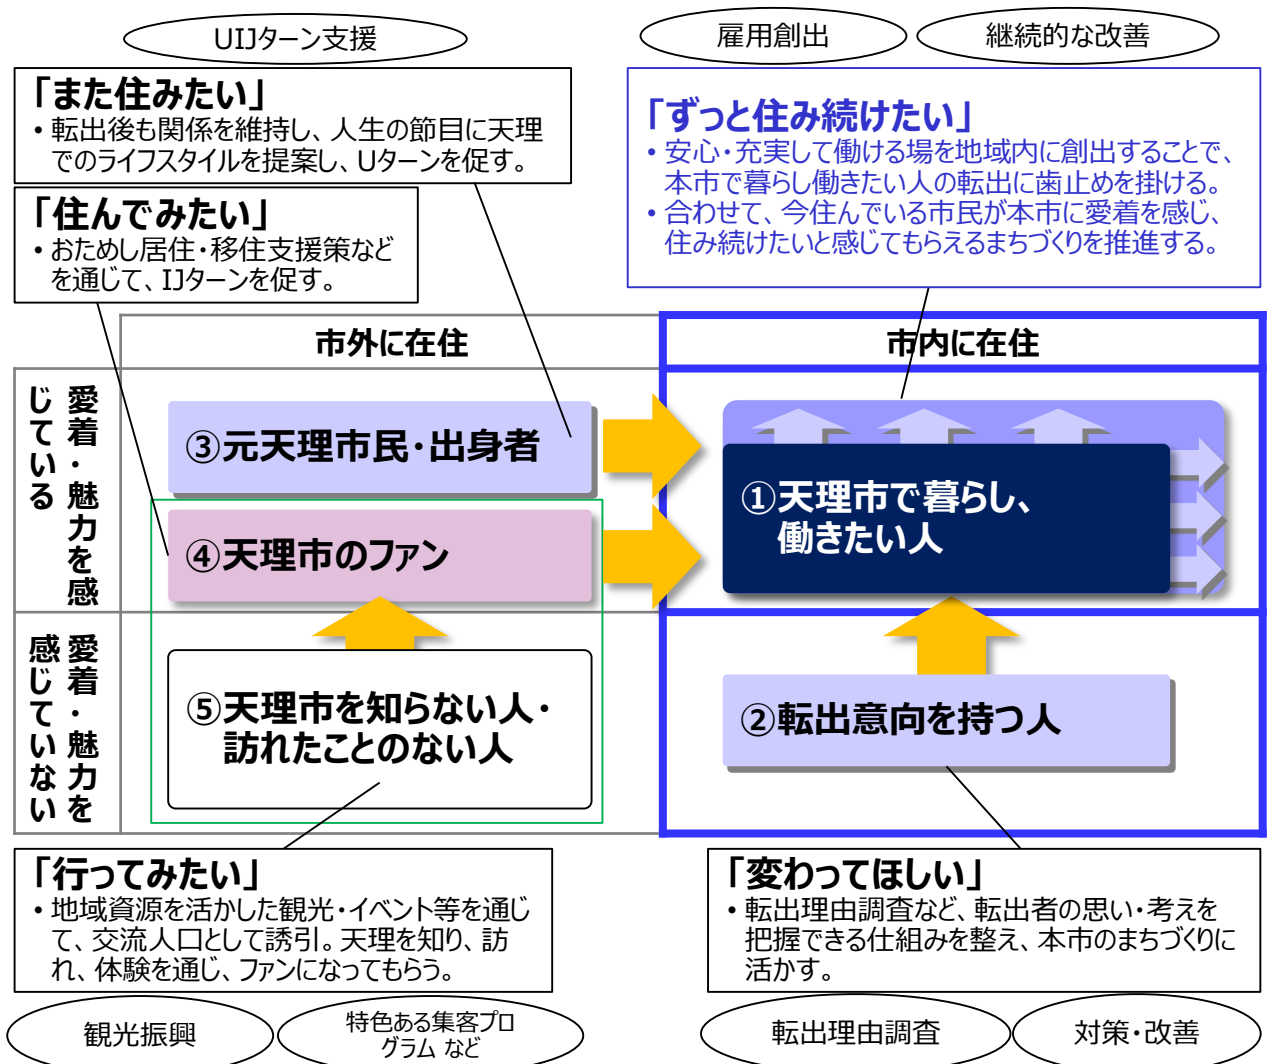 UIJターン支援
雇用創出
継続的な改善
「また住みたい」
• 転出後も関係を維持し、人生の節目に天理
でのライフスタイルを提案し、Uターンを促す。
「住んでみたい」
• おためし居住・移住支援策など
を通じて、IJターンを促す。
「ずっと住み続けたい」
• 安心・充実して働ける場を地域内に創出することで、
本市で暮らし働きたい人の転出に歯止めを掛ける。
• 合わせて、今住んでいる市民が本市に愛着を感じ、
住み続けたいと感じてもらえるまちづくりを推進する。
市外に在住
市内に在住
愛着・魅力を感
じている
③元天理市民・出身者
④天理市のファン
①天理市で暮らし、
働きたい人
愛着・魅力を
感じていない
⑤天理市を知らない人・
訪れたことのない人
②転出意向を持つ人
「行ってみたい」
• 地域資源を活かした観光・イベント等を通じ
て、交流人口として誘引。天理を知り、訪
れ、体験を通じ、ファンになってもらう。
「変わってほしい」
• 転出理由調査など、転出者の思い・考えを
把握できる仕組みを整え、本市のまちづくりに
活かす。
観光振興
特色ある集客プロ
グラム など
転出理由調査
対策・改善